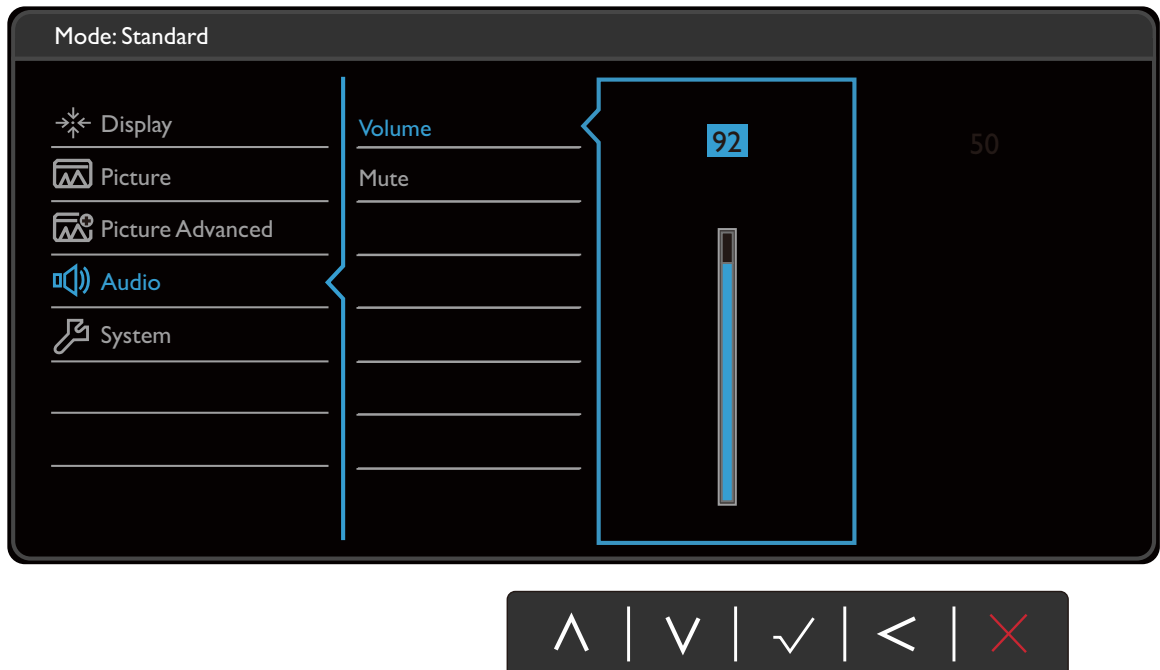 Mode: Standard
Display
Picture
Picture Advanced
Audio
System
Volume
Mute
92
50